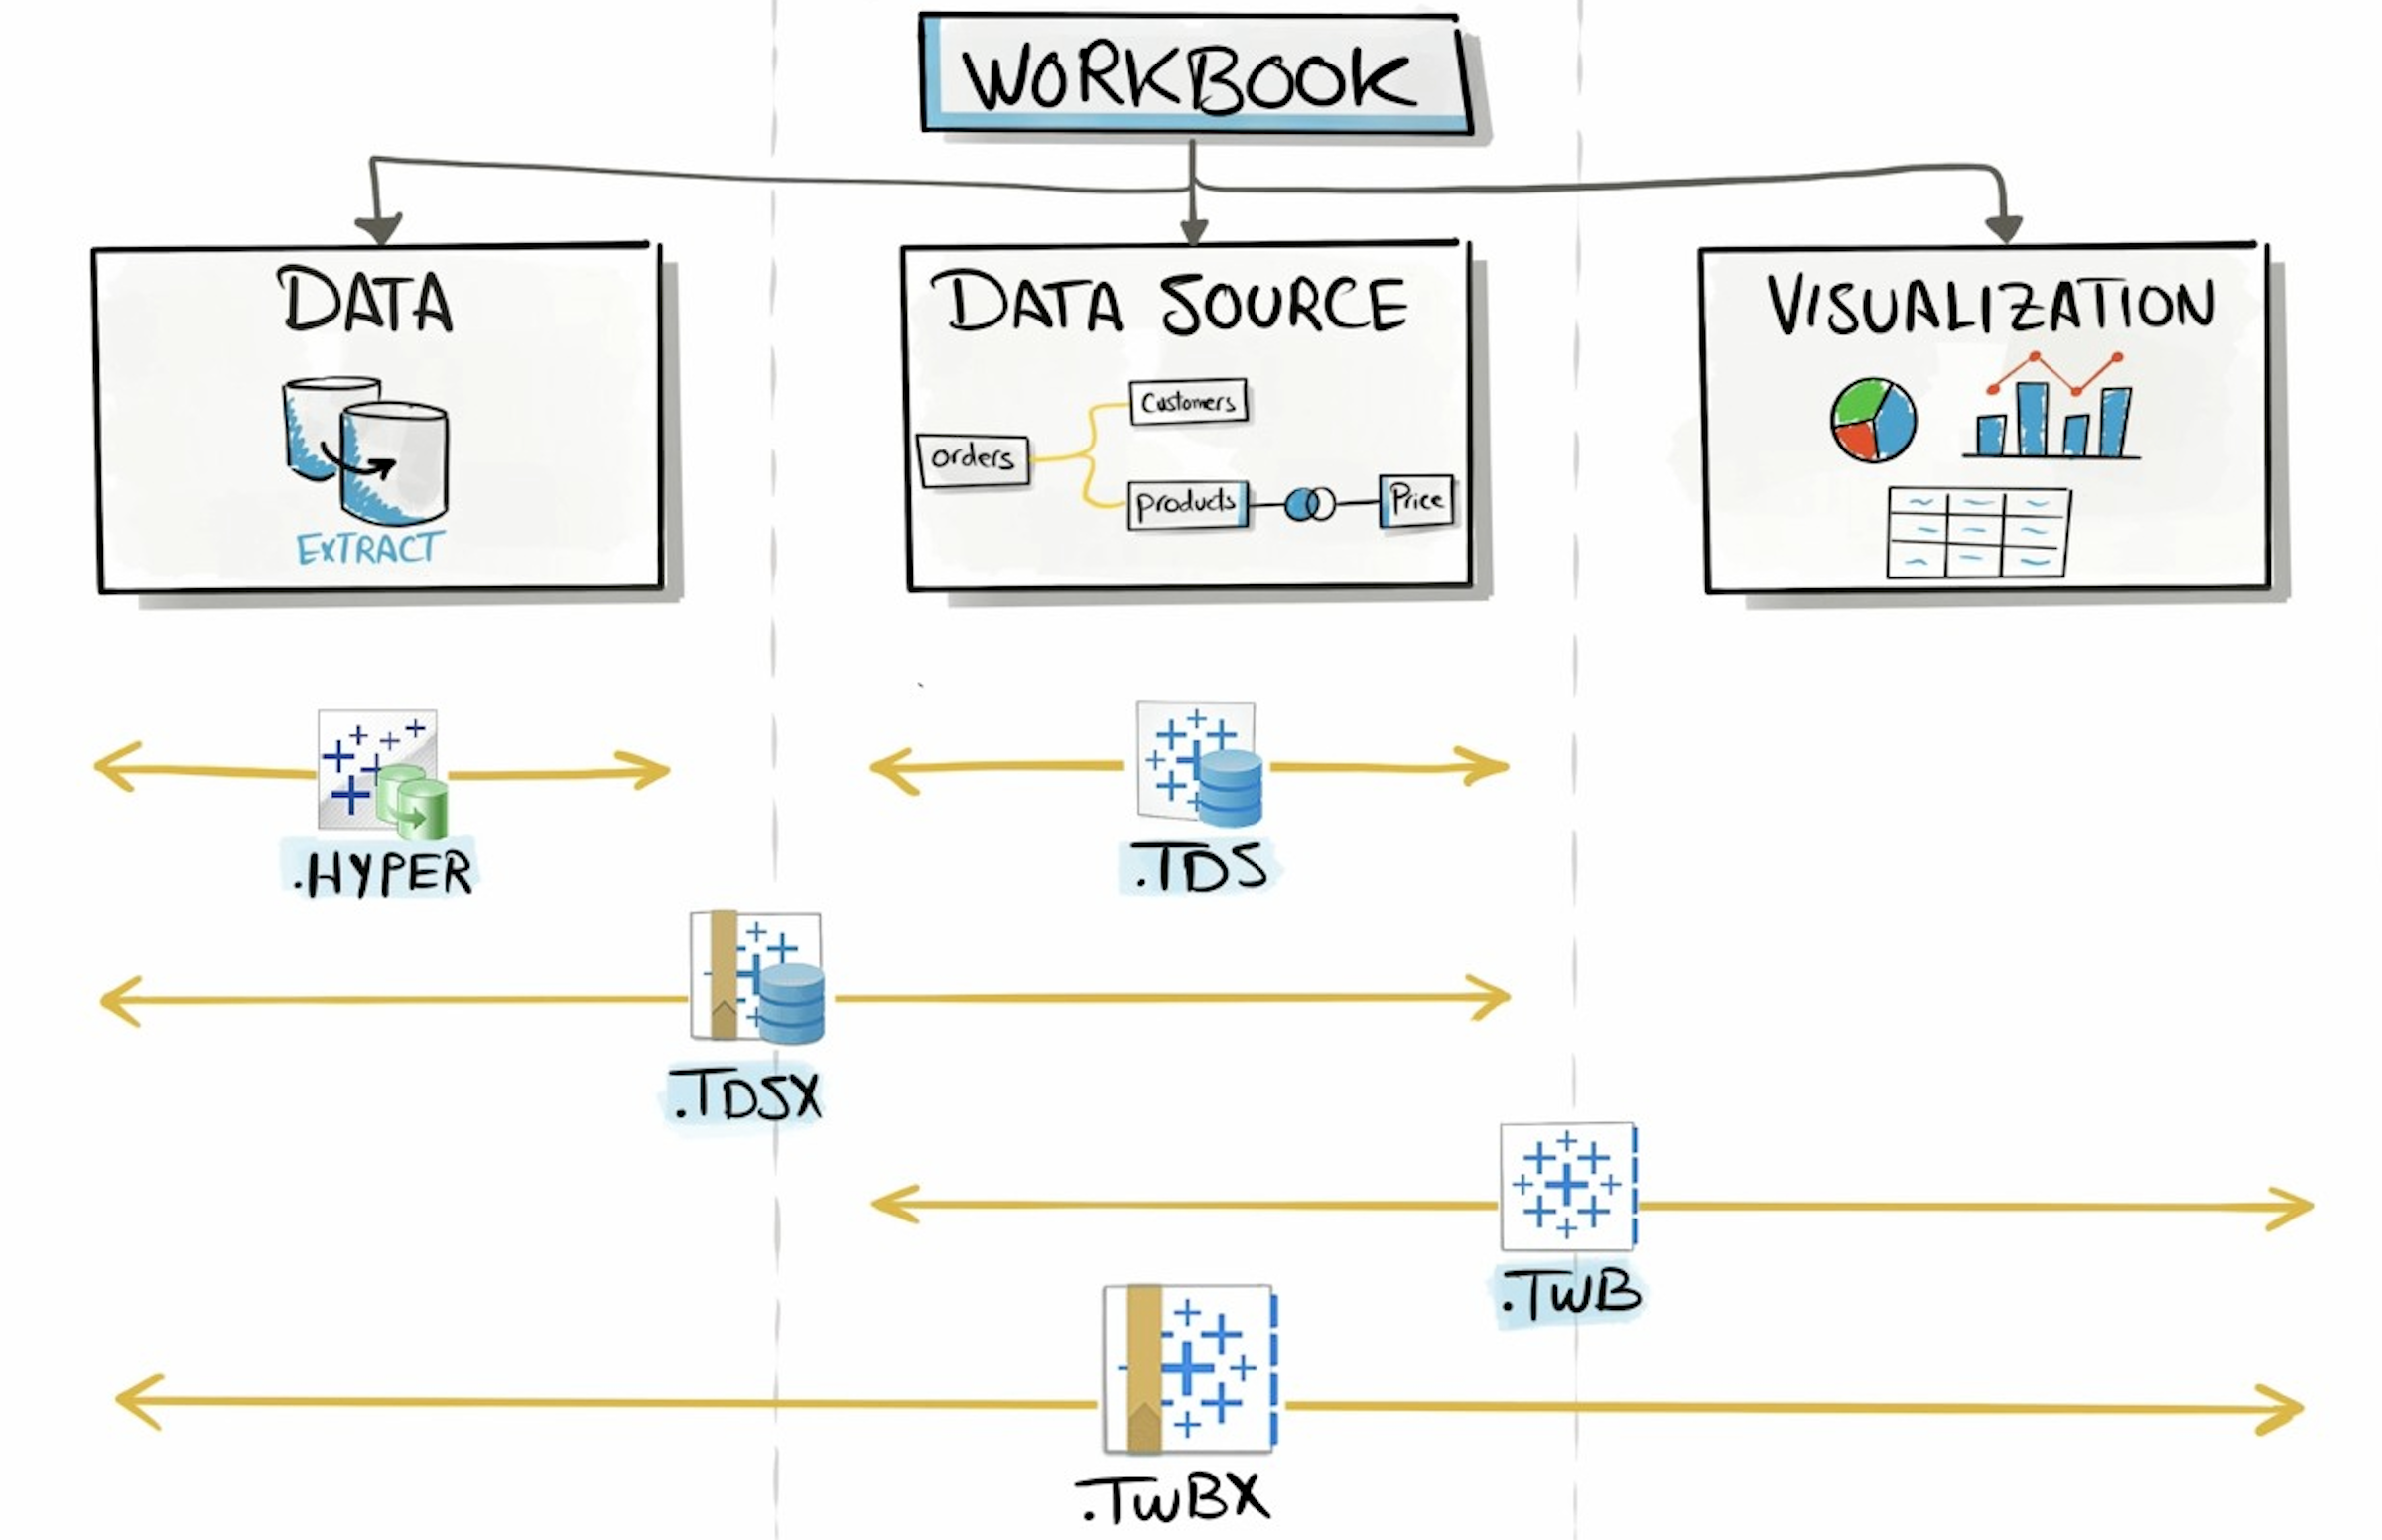 WORKBOOK
DATA
DATA SOURCE
VISUALIZATION
Customers
orders
products
Price
EXTRACT
.HYPER
.TDS
.TDSX
.TWB
.TWBX